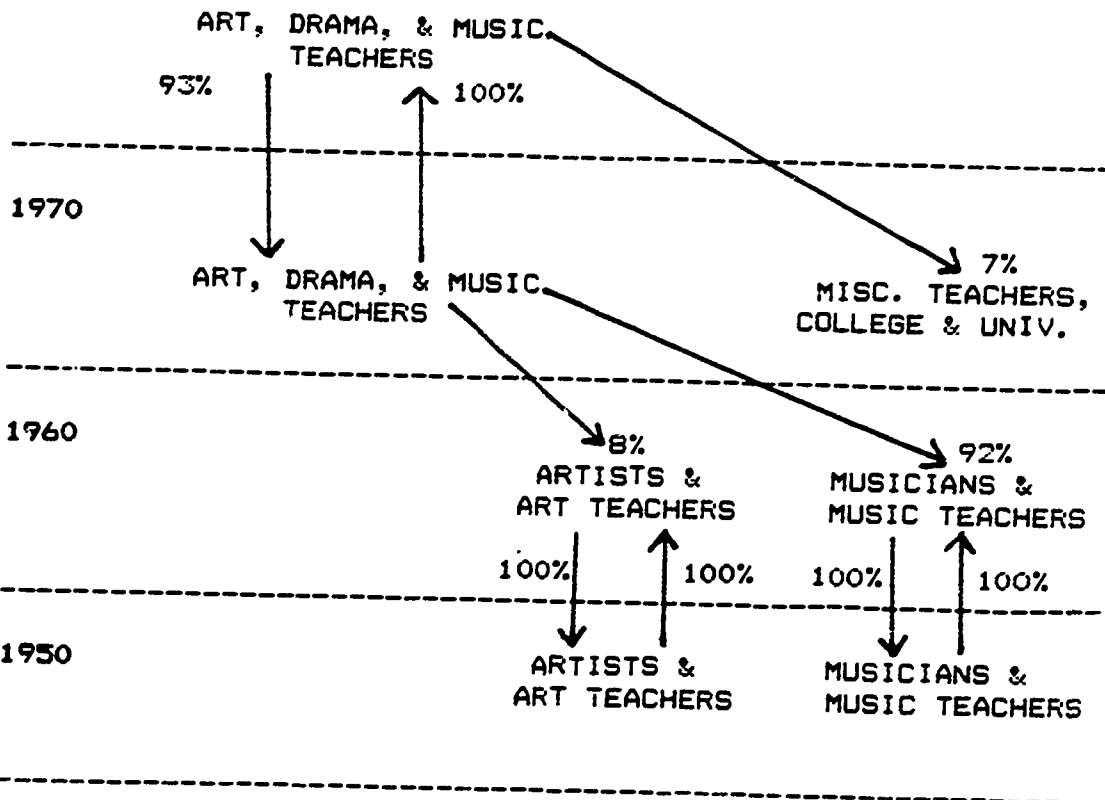 ART, DRAMA, & MUSIC.
TEACHERS
93%
100%
1970
ART, DRAMA, & MUSIC.
TEACHERS
7%
MISC. TEACHERS,
COLLEGE & UNIV.
1960
8%
ARTISTS &
ART TEACHERS
92%
MUSICIANS &
MUSIC TEACHERS
100%
100%
100%
100%
1950
ARTISTS &
ART TEACHERS
MUSICIANS &
MUSIC TEACHERS